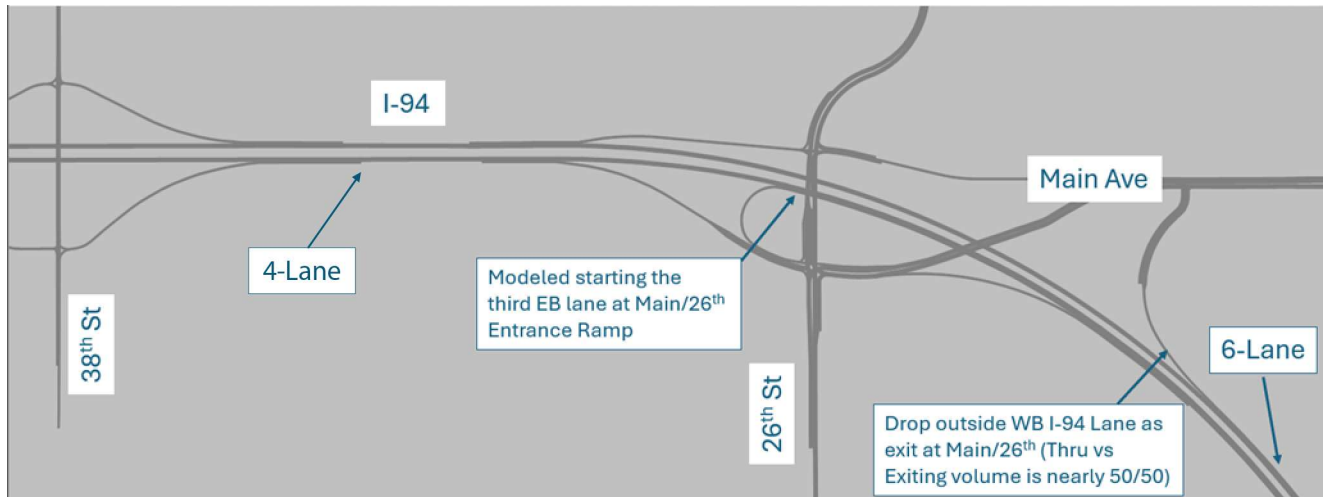 I-94
Main Ave
4-Lane
Modeled starting the
third EB lane at Main/26th
Entrance Ramp
38th St
26th St
6-Lane
Drop outside WB I-94 Lane as
exit at Main/26th (Thru vs
Exiting volume is nearly 50/50)